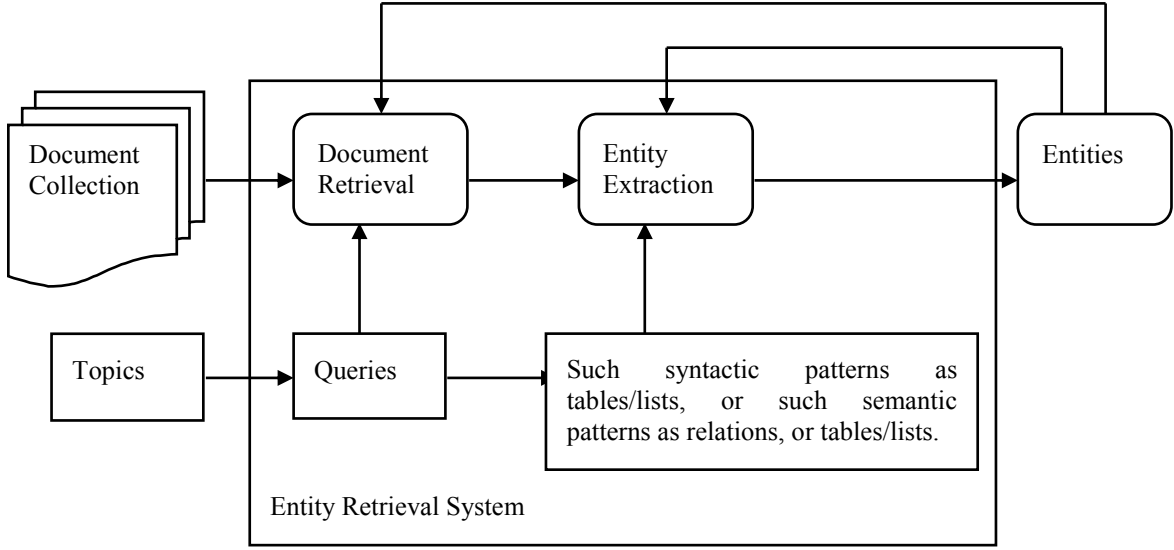 Document
Collection
Document
Retrieval
Entity
Extraction
Entities
Topics
Queries
Such syntactic patterns as
tables/lists, or such semantic
patterns as relations, or tables/lists.
Entity Retrieval System